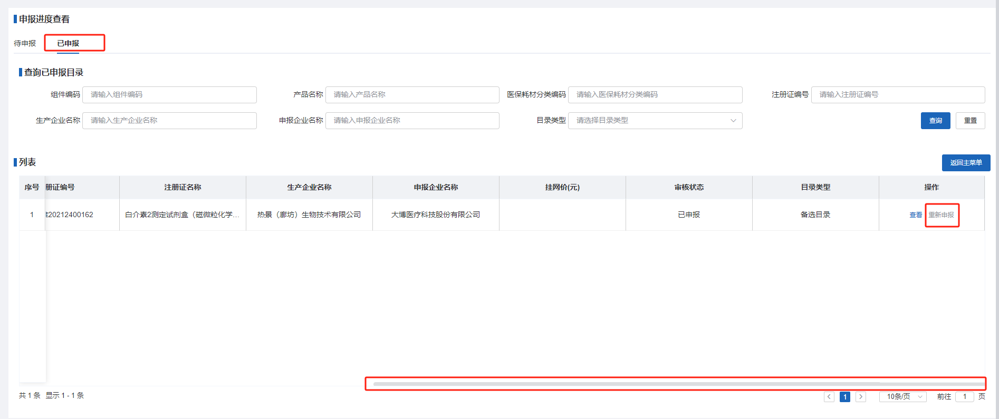 申报进度查看
待申报 已申报
查询已申报目录
组件编码 请输入组件编码 产品名称 请输入产品名称 医保耗材分类编码 请输入医保耗材分类编码 注册证编号 请输入注册证编号
生产企业名称 请输入生产企业名称 申报企业名称 请输入申报企业名称 目录类型 请选择目录类型 查询 重置
列表 返回主菜单
序号 册证编号 注册证名称 生产企业名称 申报企业名称 挂网价(元) 审核状态 目录类型 操作
1 20212400162 白介素2测定试剂盒（磁微粒化学... 热景（廊坊）生物技术有限公司 大博医疗科技股份有限公司 已申报 备选目录 查看 重新申报
共 1 条 显示 1 - 1 条 1 10条/页 前往 1 页